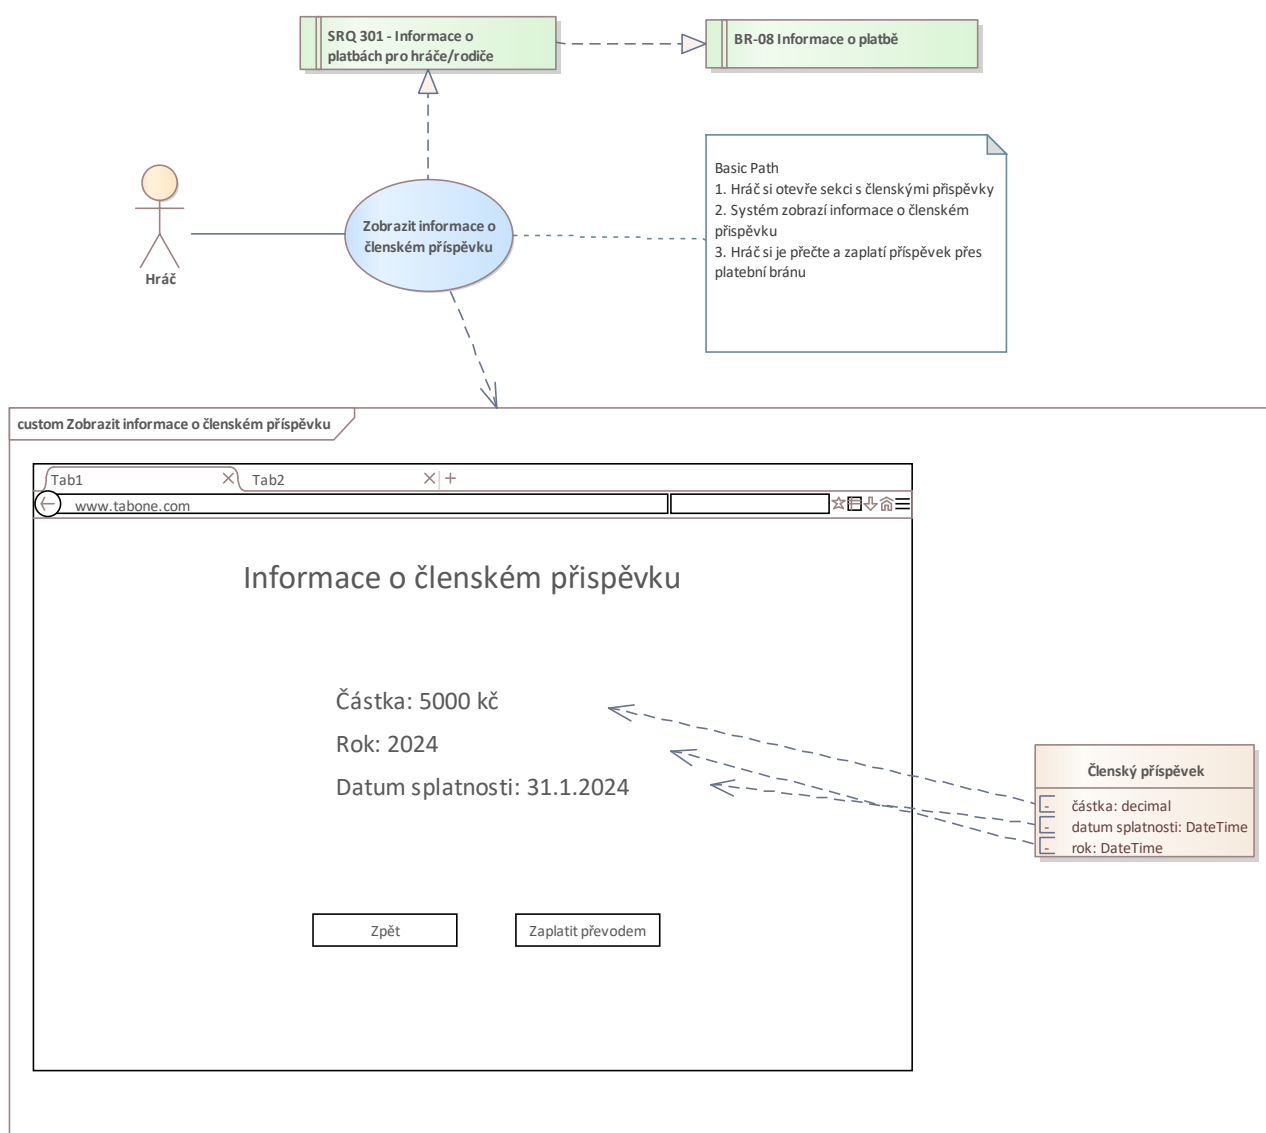 SRQ 301 - Informace o
platbách pro hráče/rodiče
BR-08 Informace o platbě
Basic Path
1. Hráč si otevře sekci s členskými přispěvky
2. Systém zobrazí informace o členském
přispěvku
3. Hráč si je přečte a zaplatí příspěvek přes
platební bránu
Zobrazit informace o
členském příspěvku
Hráč
custom Zobrazit informace o členském příspěvku
Tab1
Tab2
www.tabone.com
Informace o členském přispěvku
Částka: 5000 kč
Rok: 2024
Datum splatnosti: 31.1.2024
Členský příspěvek
- částka: decimal
- datum splatnosti: DateTime
- rok: DateTime
Zpět
Zaplatit převodem